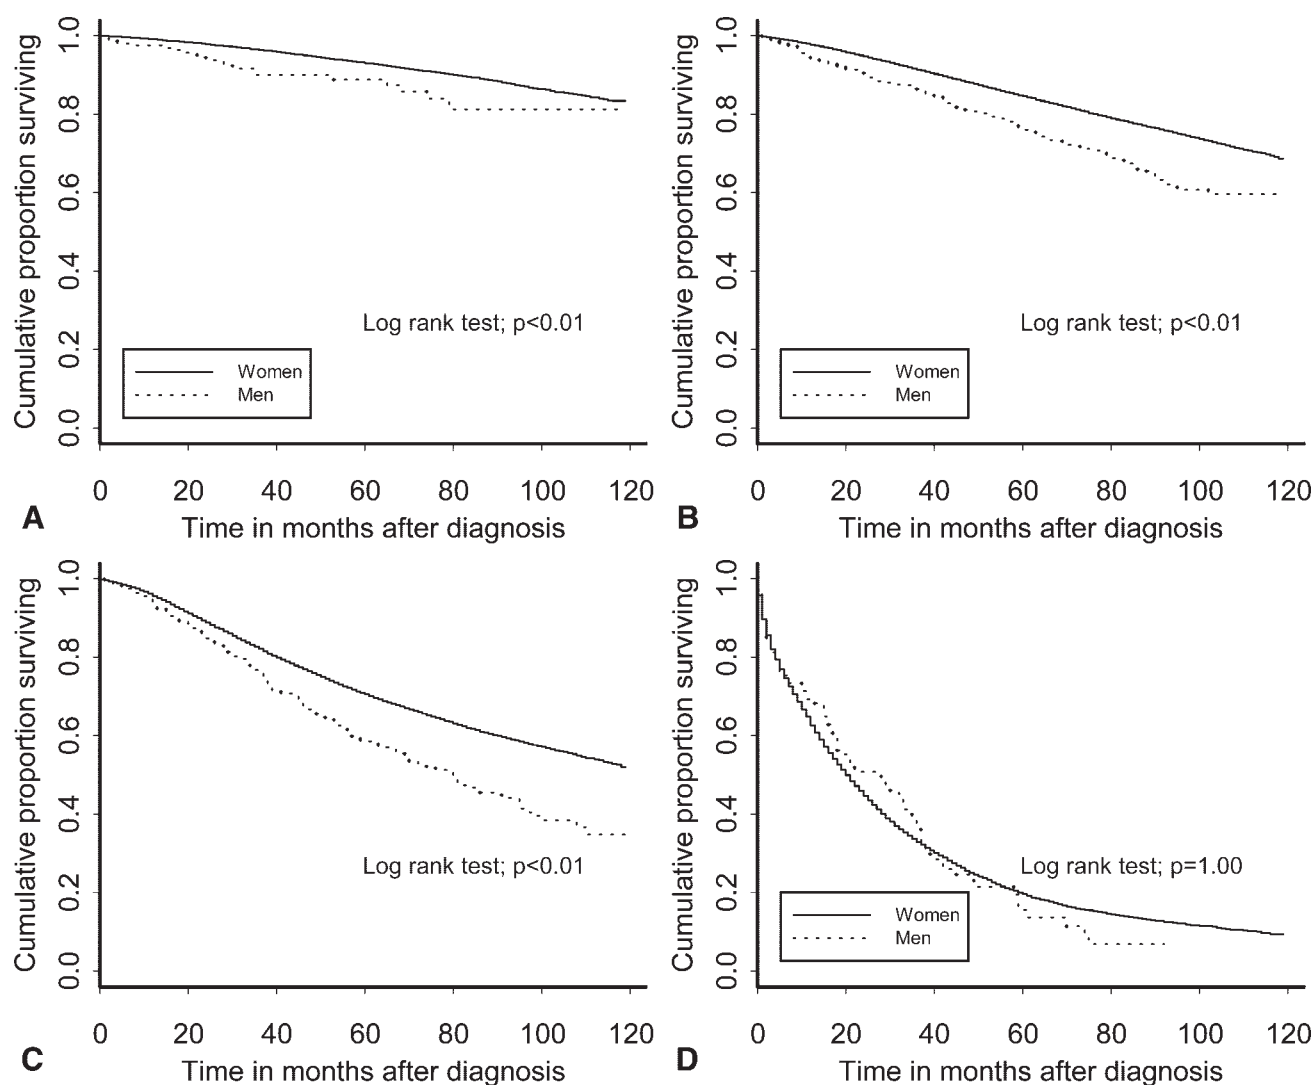 Cumulative proportion surviving
1.0
0.8
0.6
0.4
0.2
0.0
Log rank test; p<0.01
Women
Men
0 20 40 60 80 100 120
Time in months after diagnosis
A
Cumulative proportion surviving
1.0
0.8
0.6
0.4
0.2
0.0
Log rank test; p<0.01
Women
Men
0 20 40 60 80 100 120
Time in months after diagnosis
B
Cumulative proportion surviving
1.0
0.8
0.6
0.4
0.2
0.0
Log rank test; p<0.01
0 20 40 60 80 100 120
Time in months after diagnosis
C
Cumulative proportion surviving
1.0
0.8
0.6
0.4
0.2
0.0
Log rank test; p=1.00
Women
Men
0 20 40 60 80 100 120
Time in months after diagnosis
D